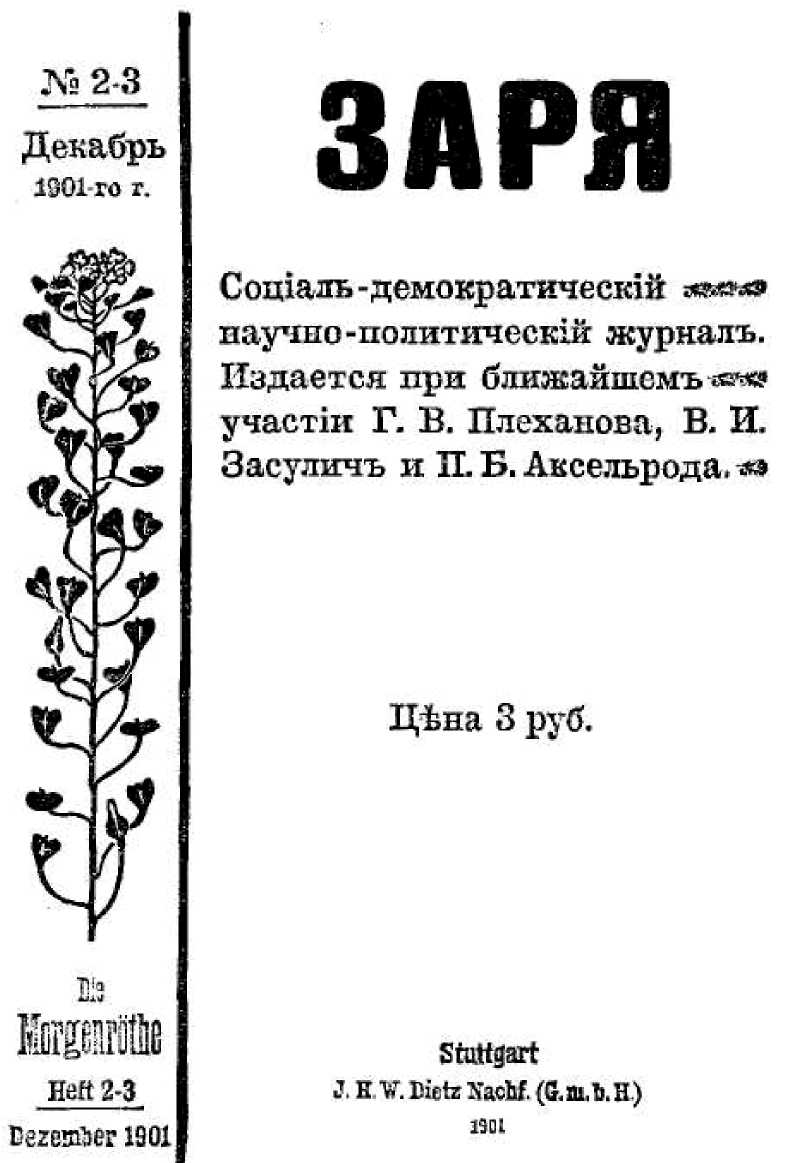 № 2-3
Декабрь
1901-го г.
ЗАРЯ
Соціаль-демократическій
научно-политическій журналъ.
Издается при ближайшемъ
участіи Г. В. Плеханова, В. И.
Засуличъ и П. Б. Аксельрода.
Цѣна 3 руб.
Die
Morgenröthe
Heft 2-3
Dezember 1901
Stuttgart
J. H. W. Dietz Nachf. (G. m. b. H.)
1901